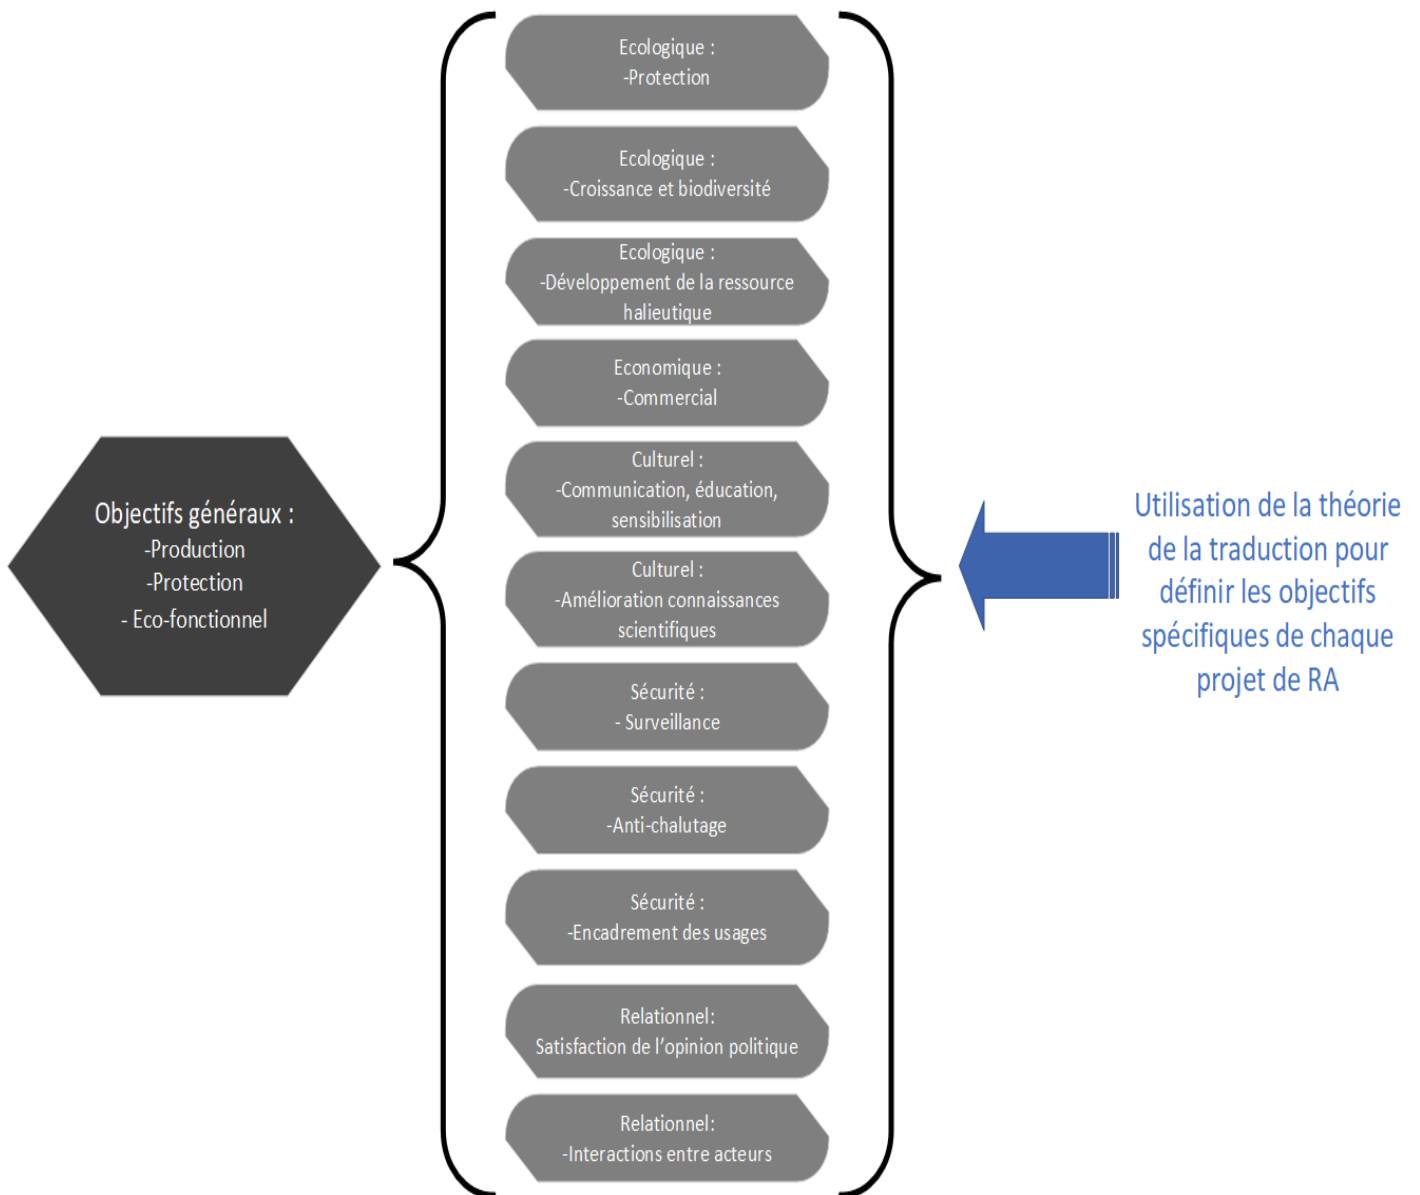 Objectifs généraux :
-Production
-Protection
- Eco-fonctionnel
Ecologique :
-Protection
Ecologique :
-Croissance et biodiversité
Ecologique :
-Développement de la ressource
halieutique
Economique :
-Commercial
Culturel :
-Communication, éducation,
sensibilisation
Culturel :
-Amélioration connaissances
scientifiques
Sécurité :
- Surveillance
Sécurité :
-Anti-chalutage
Sécurité :
-Encadrement des usages
Relationnel:
Satisfaction de l’opinion politique
Relationnel:
-Interactions entre acteurs
Utilisation de la théorie
de la traduction pour
définir les objectifs
spécifiques de chaque
projet de RA